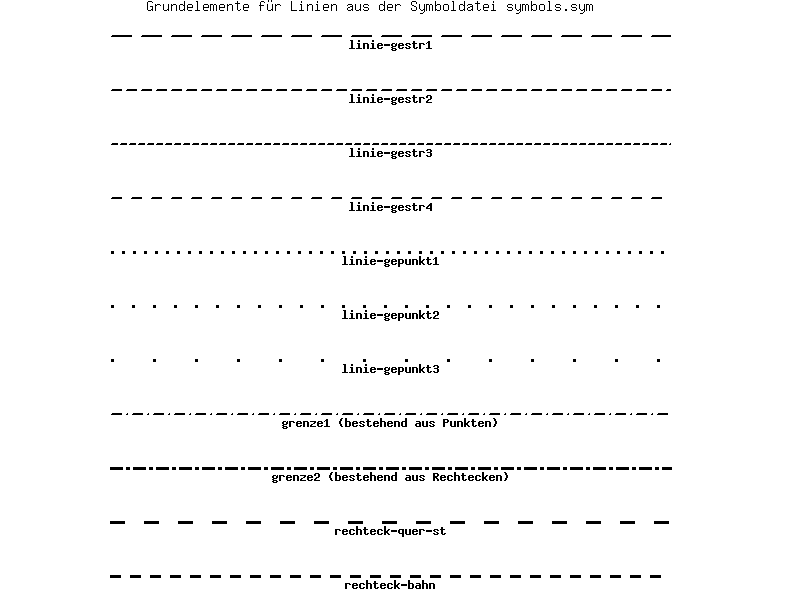 Grundelemente für Linien aus der Symboldatei symbols.sym
linie-gestr1
linie-gestr2
linie-gestr3
linie-gestr4
linie-gepunkt1
linie-gepunkt2
linie-gepunkt3
grenze1 (bestehend aus Punkten)
grenze2 (bestehend aus Rechtecken)
rechteck-quer-st
rechteck-bahn